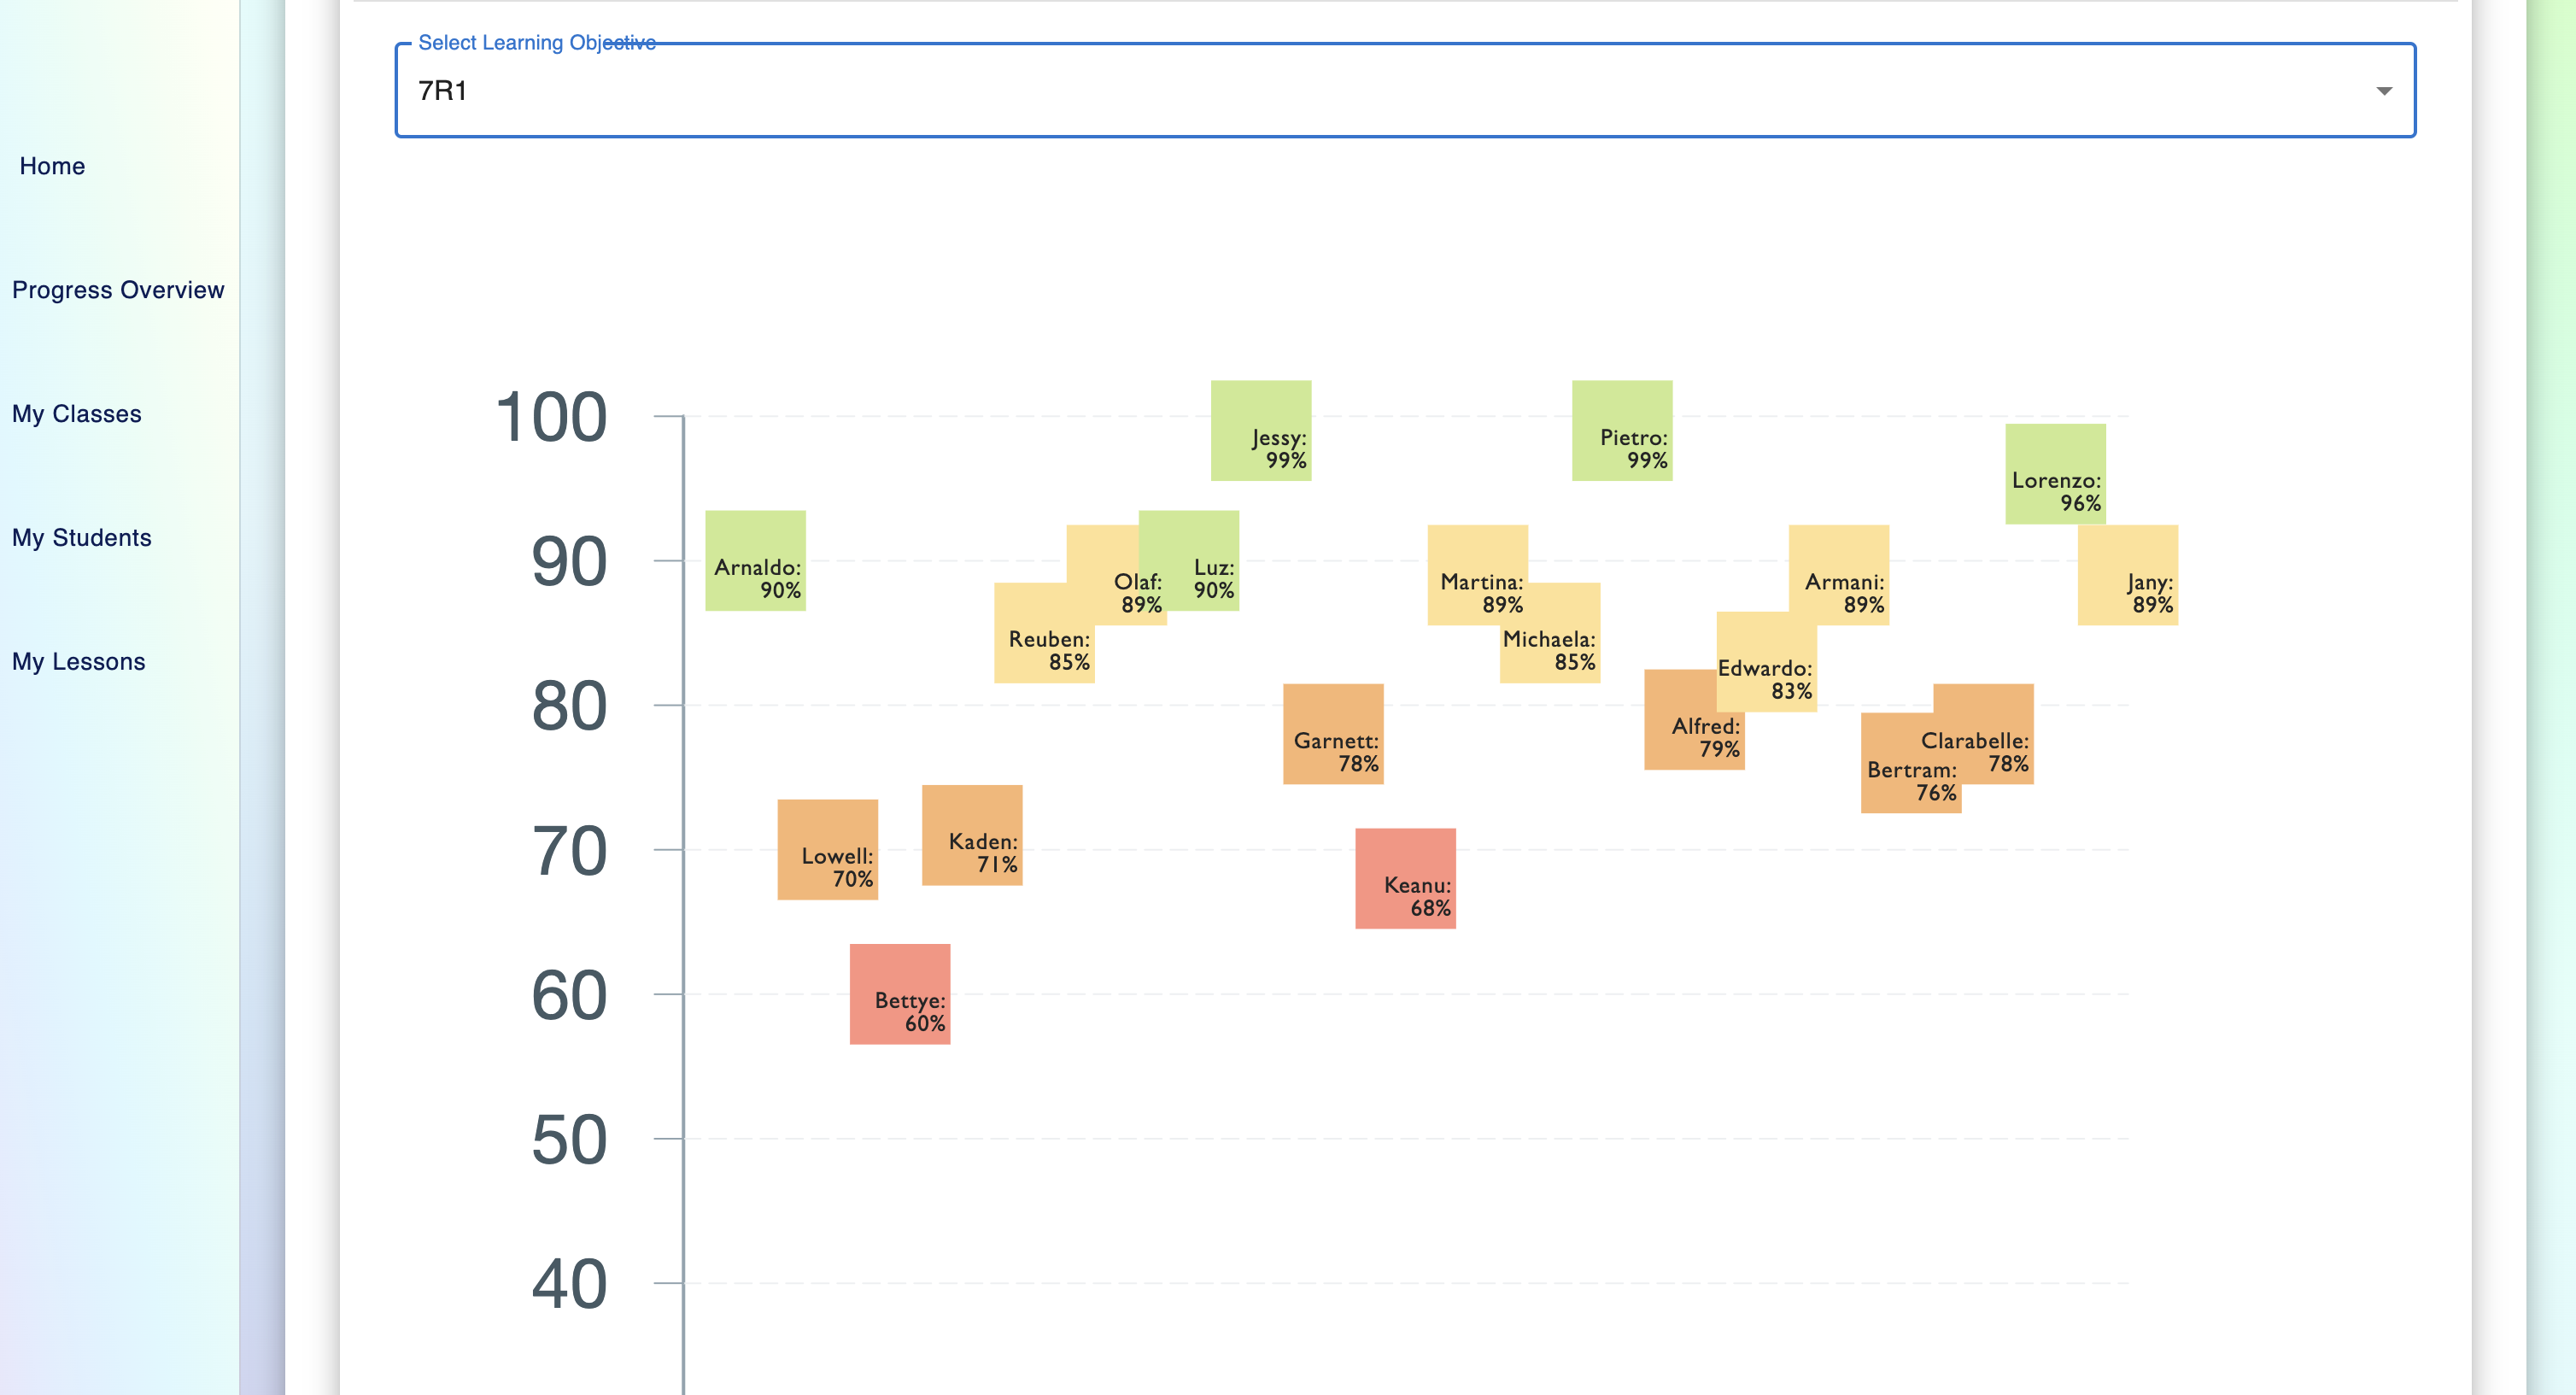 Select Learning Objective
7R1
Home
Progress Overview
My Classes
My Students
My Lessons
100
90
80
70
60
50
40
Arnaldo:
90%
Lowell:
70%
Bettye:
60%
Kaden:
71%
Reuben:
85%
Olaf:
89%
Luz:
90%
Jessy:
99%
Garnett:
78%
Keanu:
68%
Martina:
89%
Michaela:
85%
Pietro:
99%
Alfred:
79%
Edwardo:
83%
Armani:
89%
Bertram:
76%
Clarabelle:
78%
Lorenzo:
96%
Jany:
89%